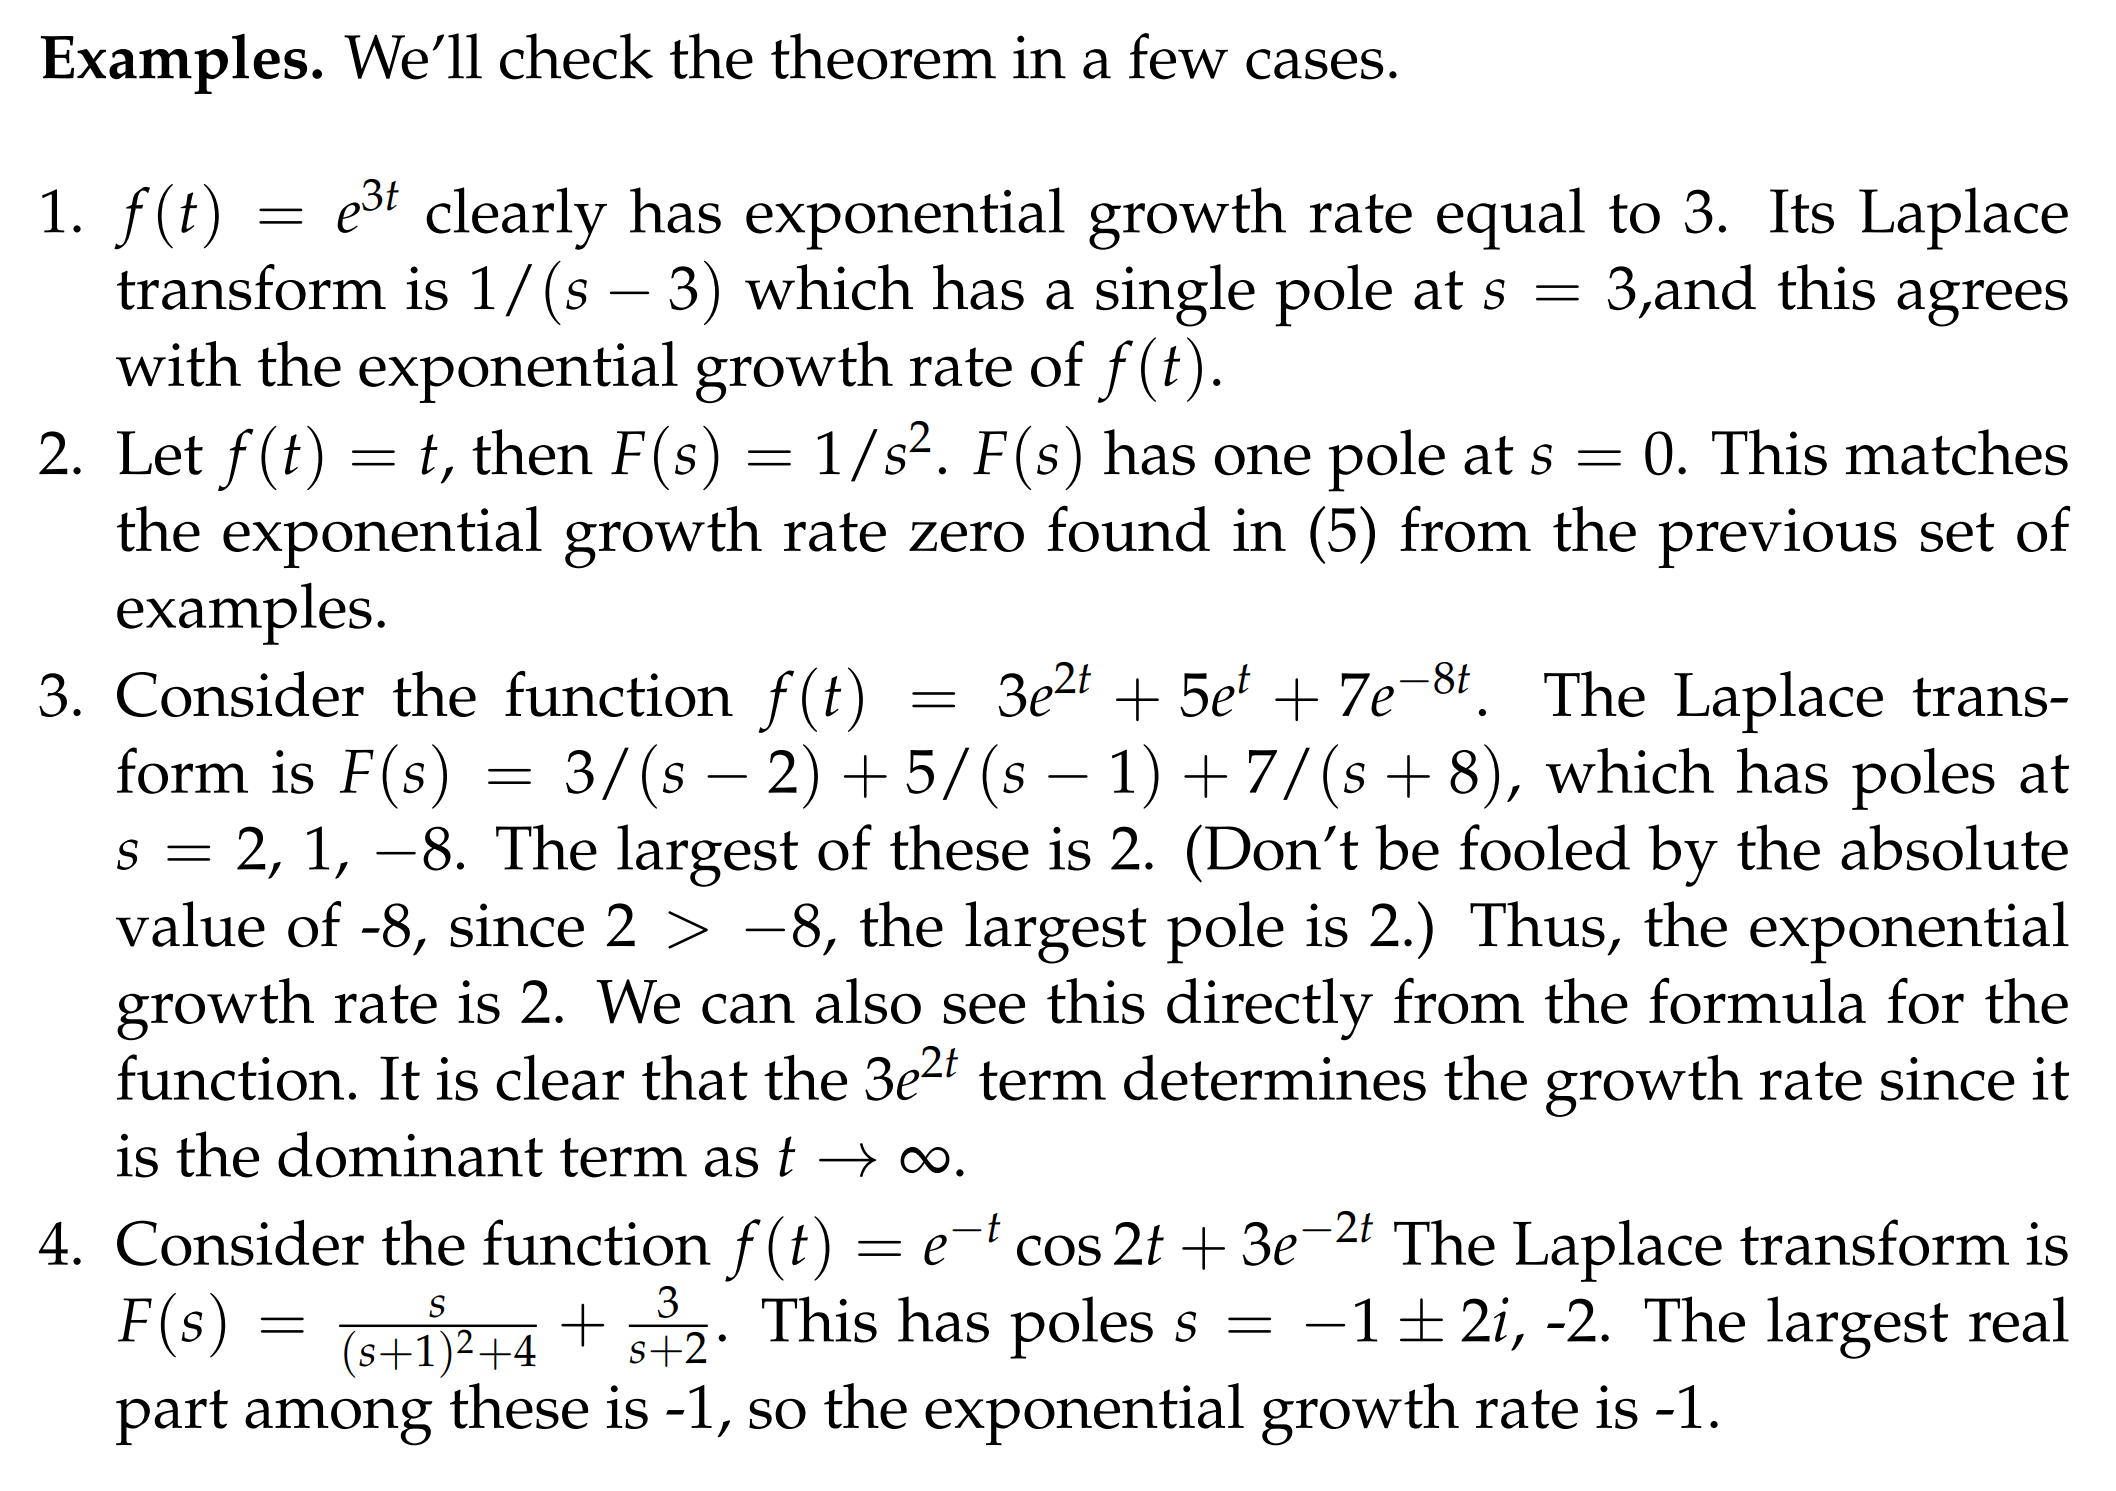 Examples. We'll check the theorem in a few cases.
1. f(t) = e^{3t} clearly has exponential growth rate equal to 3. Its Laplace
transform is 1/(s − 3) which has a single pole at s = 3,and this agrees
with the exponential growth rate of f(t).
2. Let f(t) = t, then F(s) = 1/s^2. F(s) has one pole at s = 0. This matches
the exponential growth rate zero found in (5) from the previous set of
examples.
3. Consider the function f(t) = 3e^{2t} + 5e^t + 7e^{−8t}. The Laplace trans-
form is F(s) = 3/(s − 2) + 5/(s − 1) + 7/(s + 8), which has poles at
s = 2, 1, −8. The largest of these is 2. (Don't be fooled by the absolute
value of -8, since 2 > −8, the largest pole is 2.) Thus, the exponential
growth rate is 2. We can also see this directly from the formula for the
function. It is clear that the 3e^{2t} term determines the growth rate since it
is the dominant term as t → ∞.
4. Consider the function f(t) = e^{−t} cos 2t + 3e^{−2t} The Laplace transform is
F(s) = \frac{s}{(s+1)^2+4} + \frac{3}{s+2}. This has poles s = −1 ± 2i, -2. The largest real
part among these is -1, so the exponential growth rate is -1.